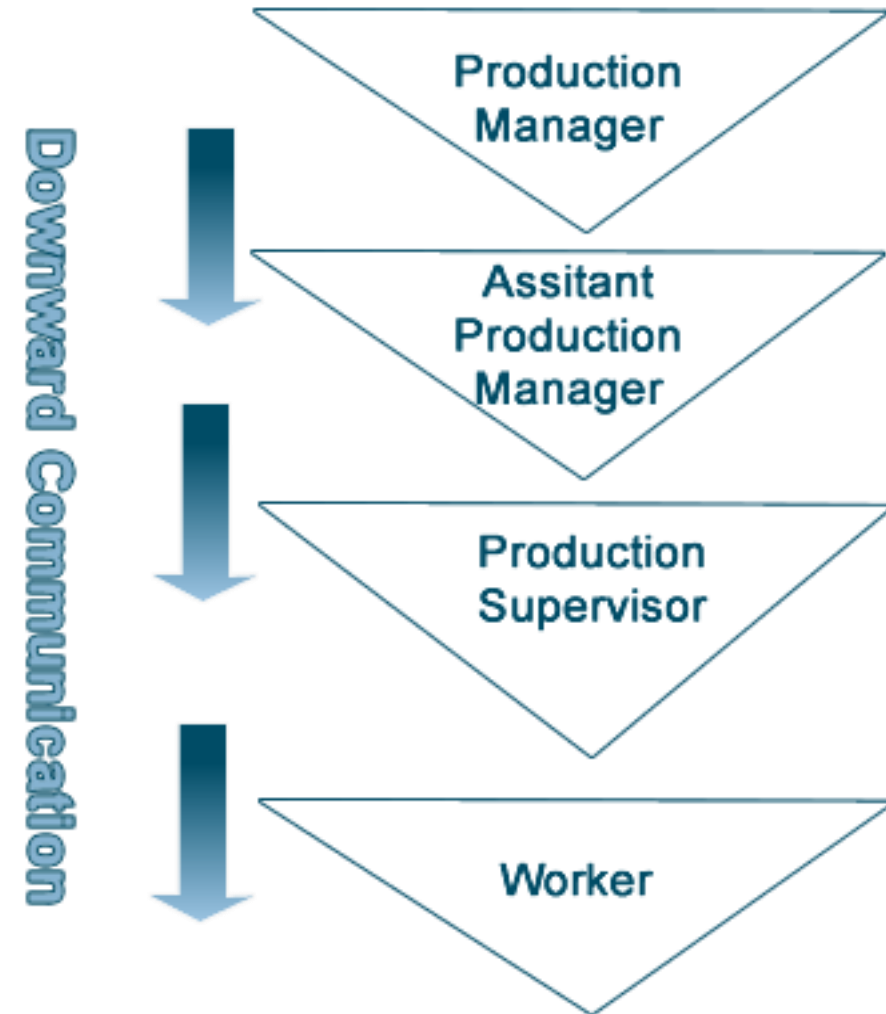 Downward Communication
Production
Manager
Assitant
Production
Manager
Production
Supervisor
Worker